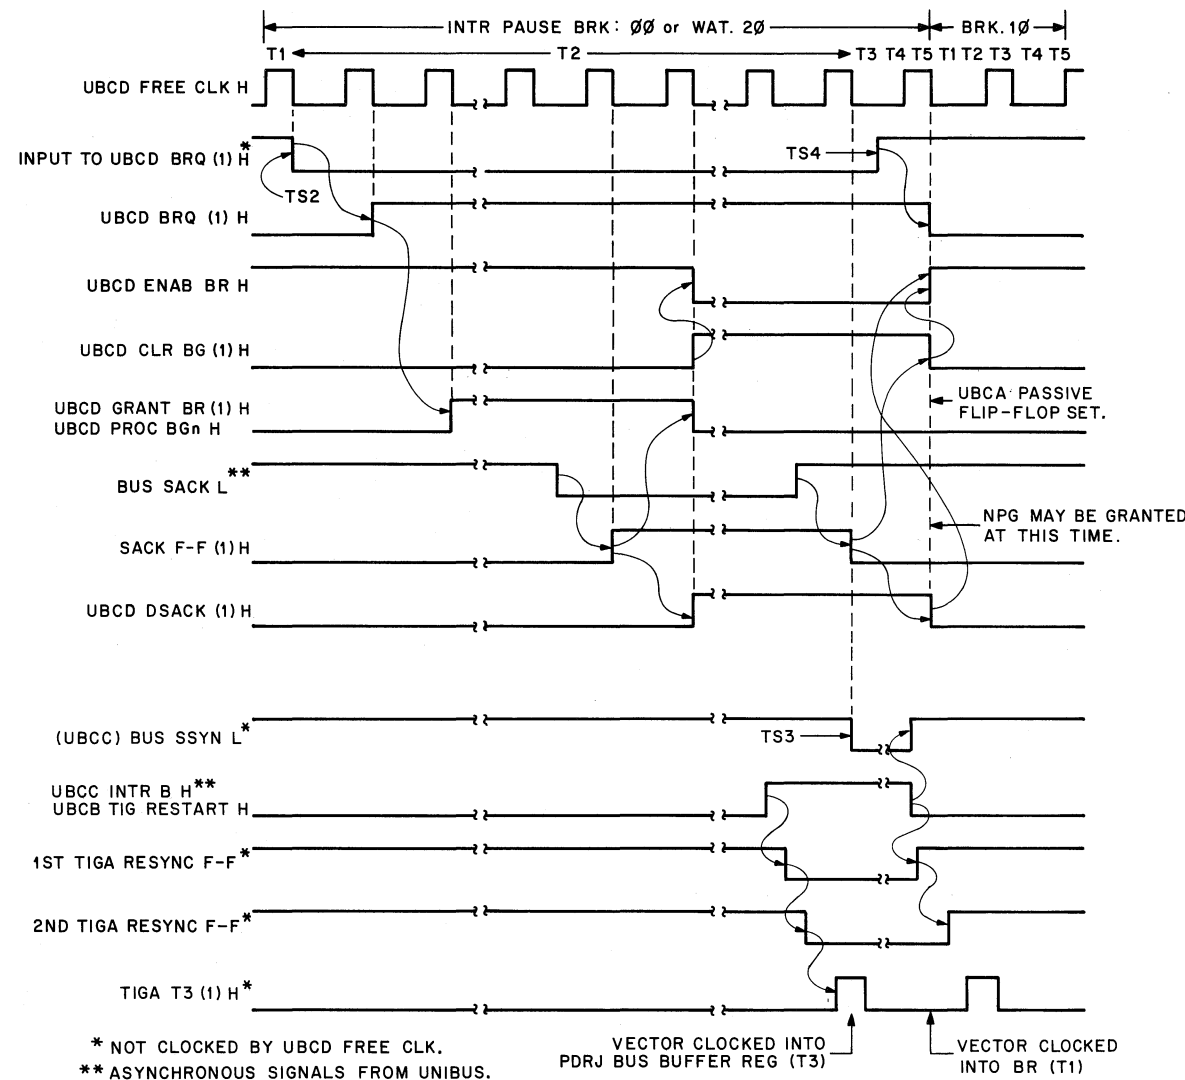 INTR PAUSE BRK: ØØ or WAT. 2Ø
BRK. 1Ø
T1 T2 T3 T4 T5 T1 T2 T3 T4 T5
UBCD FREE CLK H
INPUT TO UBCD BRQ (1) H*
TS2
TS4
UBCD BRQ (1) H
UBCD ENAB BR H
UBCD CLR BG (1) H
UBCD GRANT BR (1) H
UBCD PROC BGn H
UBCA PASSIVE
FLIP-FLOP SET.
BUS SACK L**
NPG MAY BE GRANTED
AT THIS TIME.
SACK F-F (1) H
UBCD DSACK (1) H
(UBCC) BUS SSYN L*
TS3
UBCC INTR B H**
UBCB TIG RESTART H
1ST TIGA RESYNC F-F*
2ND TIGA RESYNC F-F*
TIGA T3 (1) H*
* NOT CLOCKED BY UBCD FREE CLK.
** ASYNCHRONOUS SIGNALS FROM UNIBUS.
VECTOR CLOCKED INTO
PDRJ BUS BUFFER REG (T3)
VECTOR CLOCKED
INTO BR (T1)